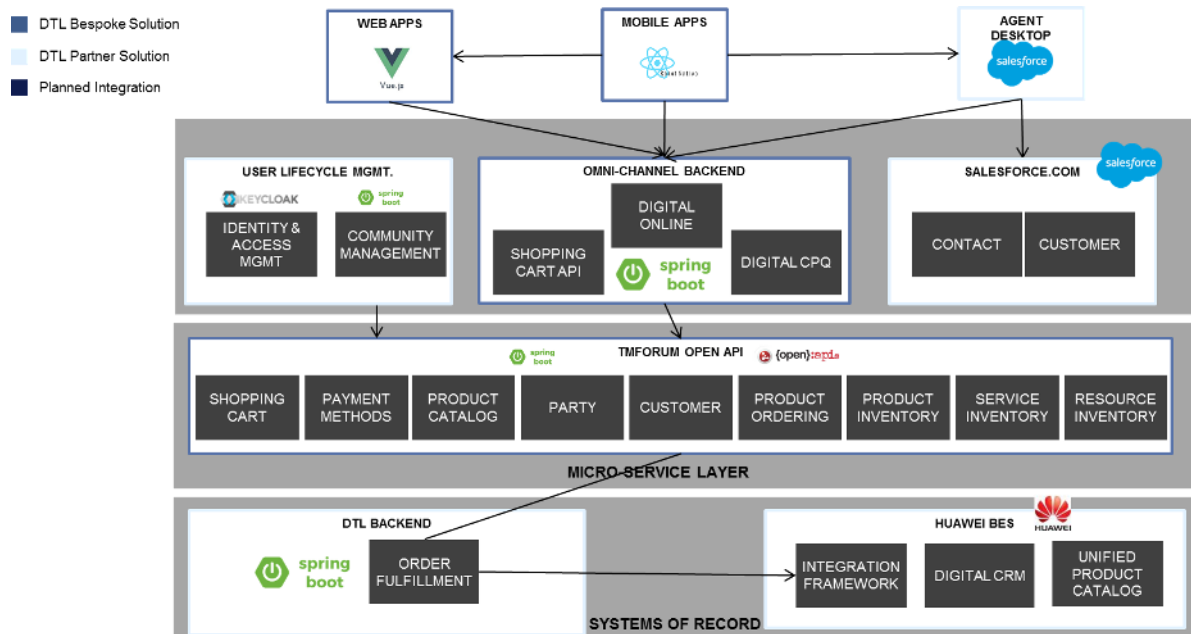 DTL Bespoke Solution
DTL Partner Solution
Planned Integration
WEB APPS
Vue.js
MOBILE APPS
AGENT
DESKTOP
salesforce
USER LIFECYCLE MGMT.
KEYCLOAK
spring
boot
IDENTITY &
ACCESS
MGMT
COMMUNITY
MANAGEMENT
OMNI-CHANNEL BACKEND
DIGITAL
ONLINE
SHOPPING
CART API
spring
boot
DIGITAL CPQ
SALESFORCE.COM
salesforce
CONTACT
CUSTOMER
TMFORUM OPEN API
spring
boot
{open}:apis
SHOPPING
CART
PAYMENT
METHODS
PRODUCT
CATALOG
PARTY
CUSTOMER
PRODUCT
ORDERING
PRODUCT
INVENTORY
SERVICE
INVENTORY
RESOURCE
INVENTORY
MICRO-SERVICE LAYER
DTL BACKEND
spring
boot
ORDER
FULFILLMENT
HUAWEI BES
HUAWEI
INTEGRATION
FRAMEWORK
DIGITAL CRM
UNIFIED
PRODUCT
CATALOG
SYSTEMS OF RECORD